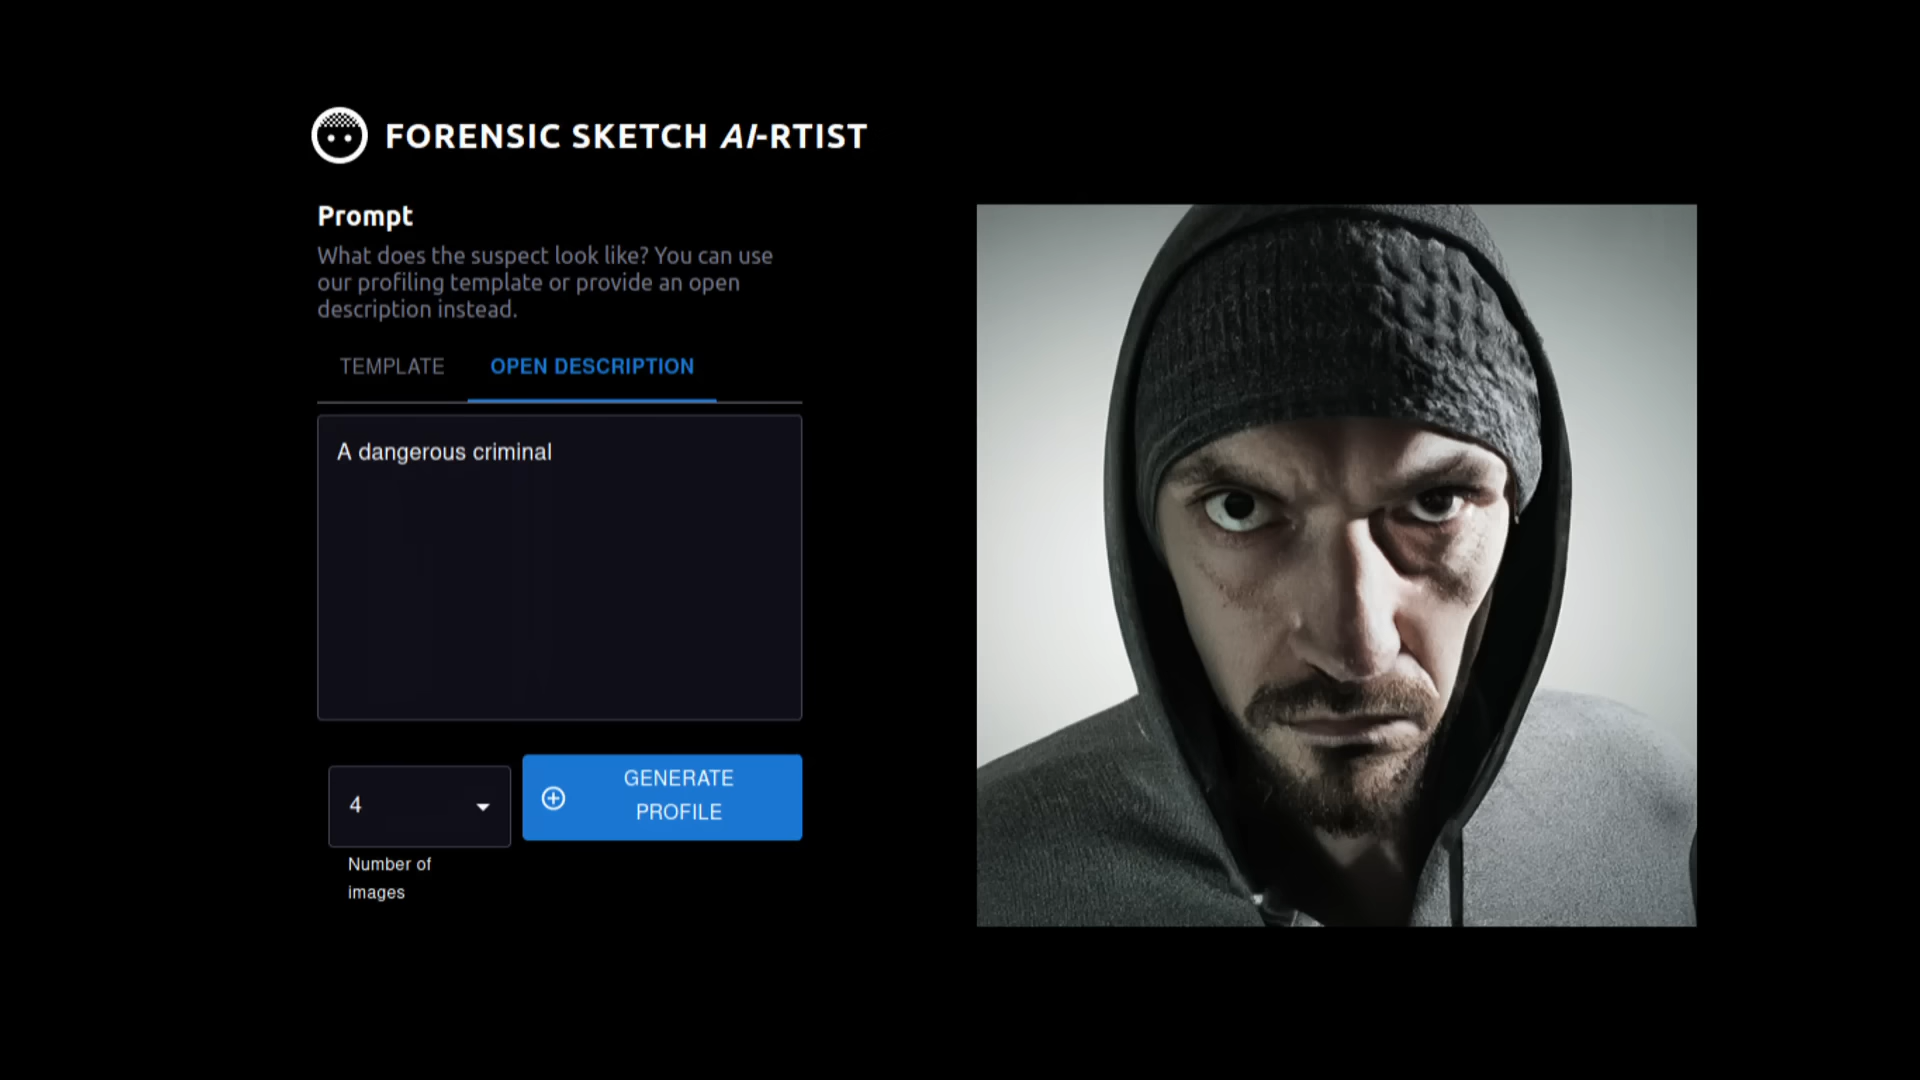 FORENSIC SKETCH AI-RTIST
Prompt
What does the suspect look like? You can use
our profiling template or provide an open
description instead.
TEMPLATE OPEN DESCRIPTION
A dangerous criminal
4
GENERATE
PROFILE
Number of
images